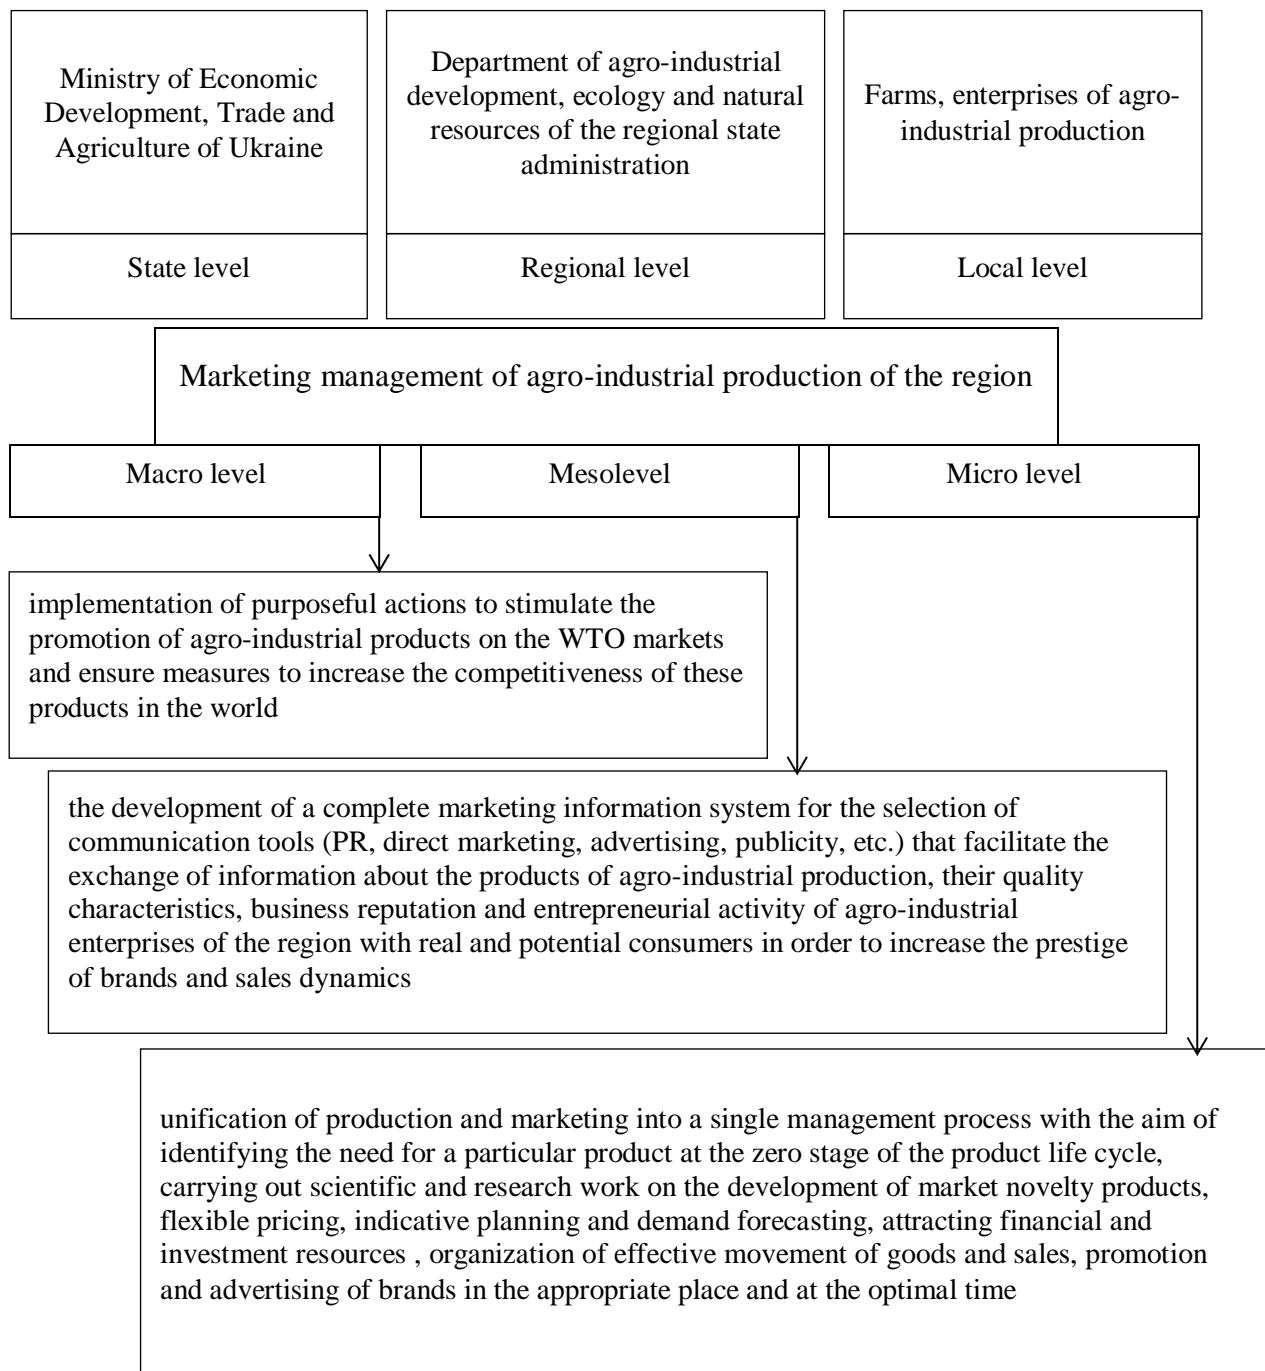 Ministry of Economic
Development, Trade and
Agriculture of Ukraine
State level
Department of agro-industrial
development, ecology and natural
resources of the regional state
administration
Regional level
Farms, enterprises of agro-
industrial production
Local level
Marketing management of agro-industrial production of the region
Macro level
Mesolevel
Micro level
implementation of purposeful actions to stimulate the
promotion of agro-industrial products on the WTO markets
and ensure measures to increase the competitiveness of these
products in the world
the development of a complete marketing information system for the selection of
communication tools (PR, direct marketing, advertising, publicity, etc.) that facilitate the
exchange of information about the products of agro-industrial production, their quality
characteristics, business reputation and entrepreneurial activity of agro-industrial
enterprises of the region with real and potential consumers in order to increase the prestige
of brands and sales dynamics
unification of production and marketing into a single management process with the aim of
identifying the need for a particular product at the zero stage of the product life cycle,
carrying out scientific and research work on the development of market novelty products,
flexible pricing, indicative planning and demand forecasting, attracting financial and
investment resources , organization of effective movement of goods and sales, promotion
and advertising of brands in the appropriate place and at the optimal time